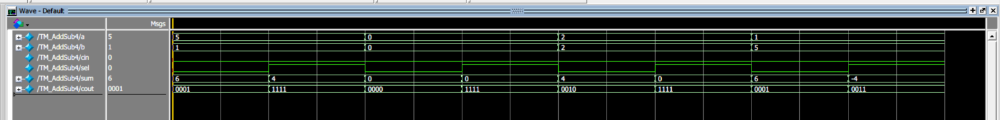 Wave - Default
Msgs
/TM_AddSub4/a 5 5 0 2 1
/TM_AddSub4/b 1 1 0 2 5
/TM_AddSub4/cin 0
/TM_AddSub4/sel 0
/TM_AddSub4/sum 6 6 4 0 0 4 0 6 -4
/TM_AddSub4/cout 0001 0001 1111 0000 1111 0010 1111 0001 0011